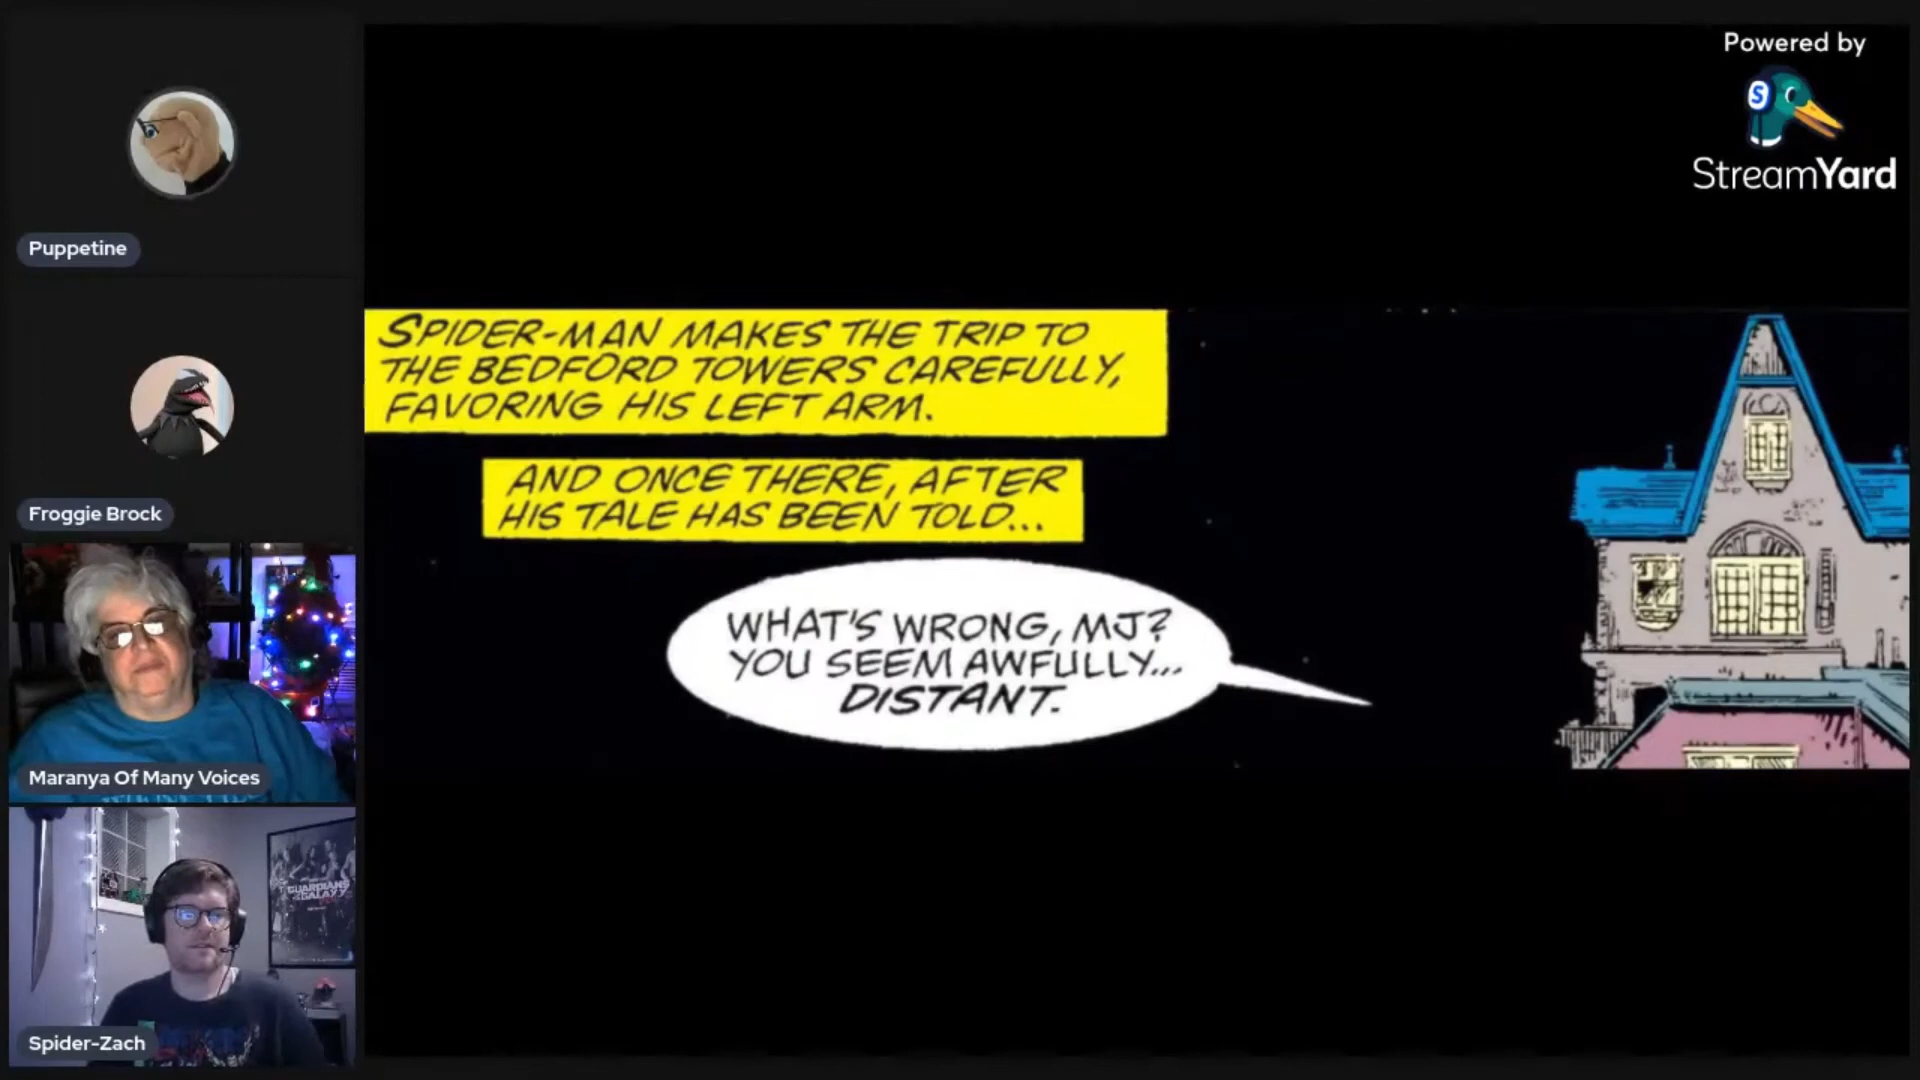 Powered by
S
StreamYard
Puppetine
Froggie Brock
Maranya Of Many Voices
GUARDIANS
GALAXY
Spider-Zach
SPIDER-MAN MAKES THE TRIP TO
THE BEDFORD TOWERS CAREFULLY,
FAVORING HIS LEFT ARM.
AND ONCE THERE, AFTER
HIS TALE HAS BEEN TOLD...
WHAT'S WRONG, MJ?
YOU SEEM AWFULLY...
DISTANT.